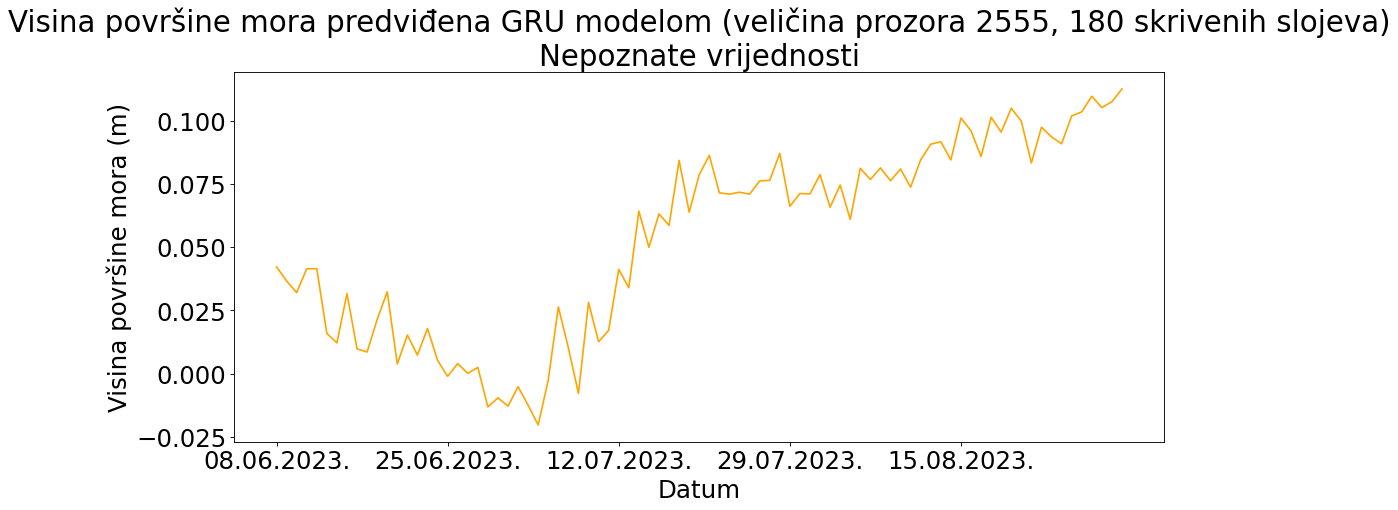 Visina površine mora predviđena GRU modelom (veličina prozora 2555, 180 skrivenih slojeva)
Nepoznate vrijednosti
Visina površine mora (m)
0.100
0.075
0.050
0.025
0.000
−0.025
08.06.2023. 25.06.2023. 12.07.2023. 29.07.2023. 15.08.2023.
Datum